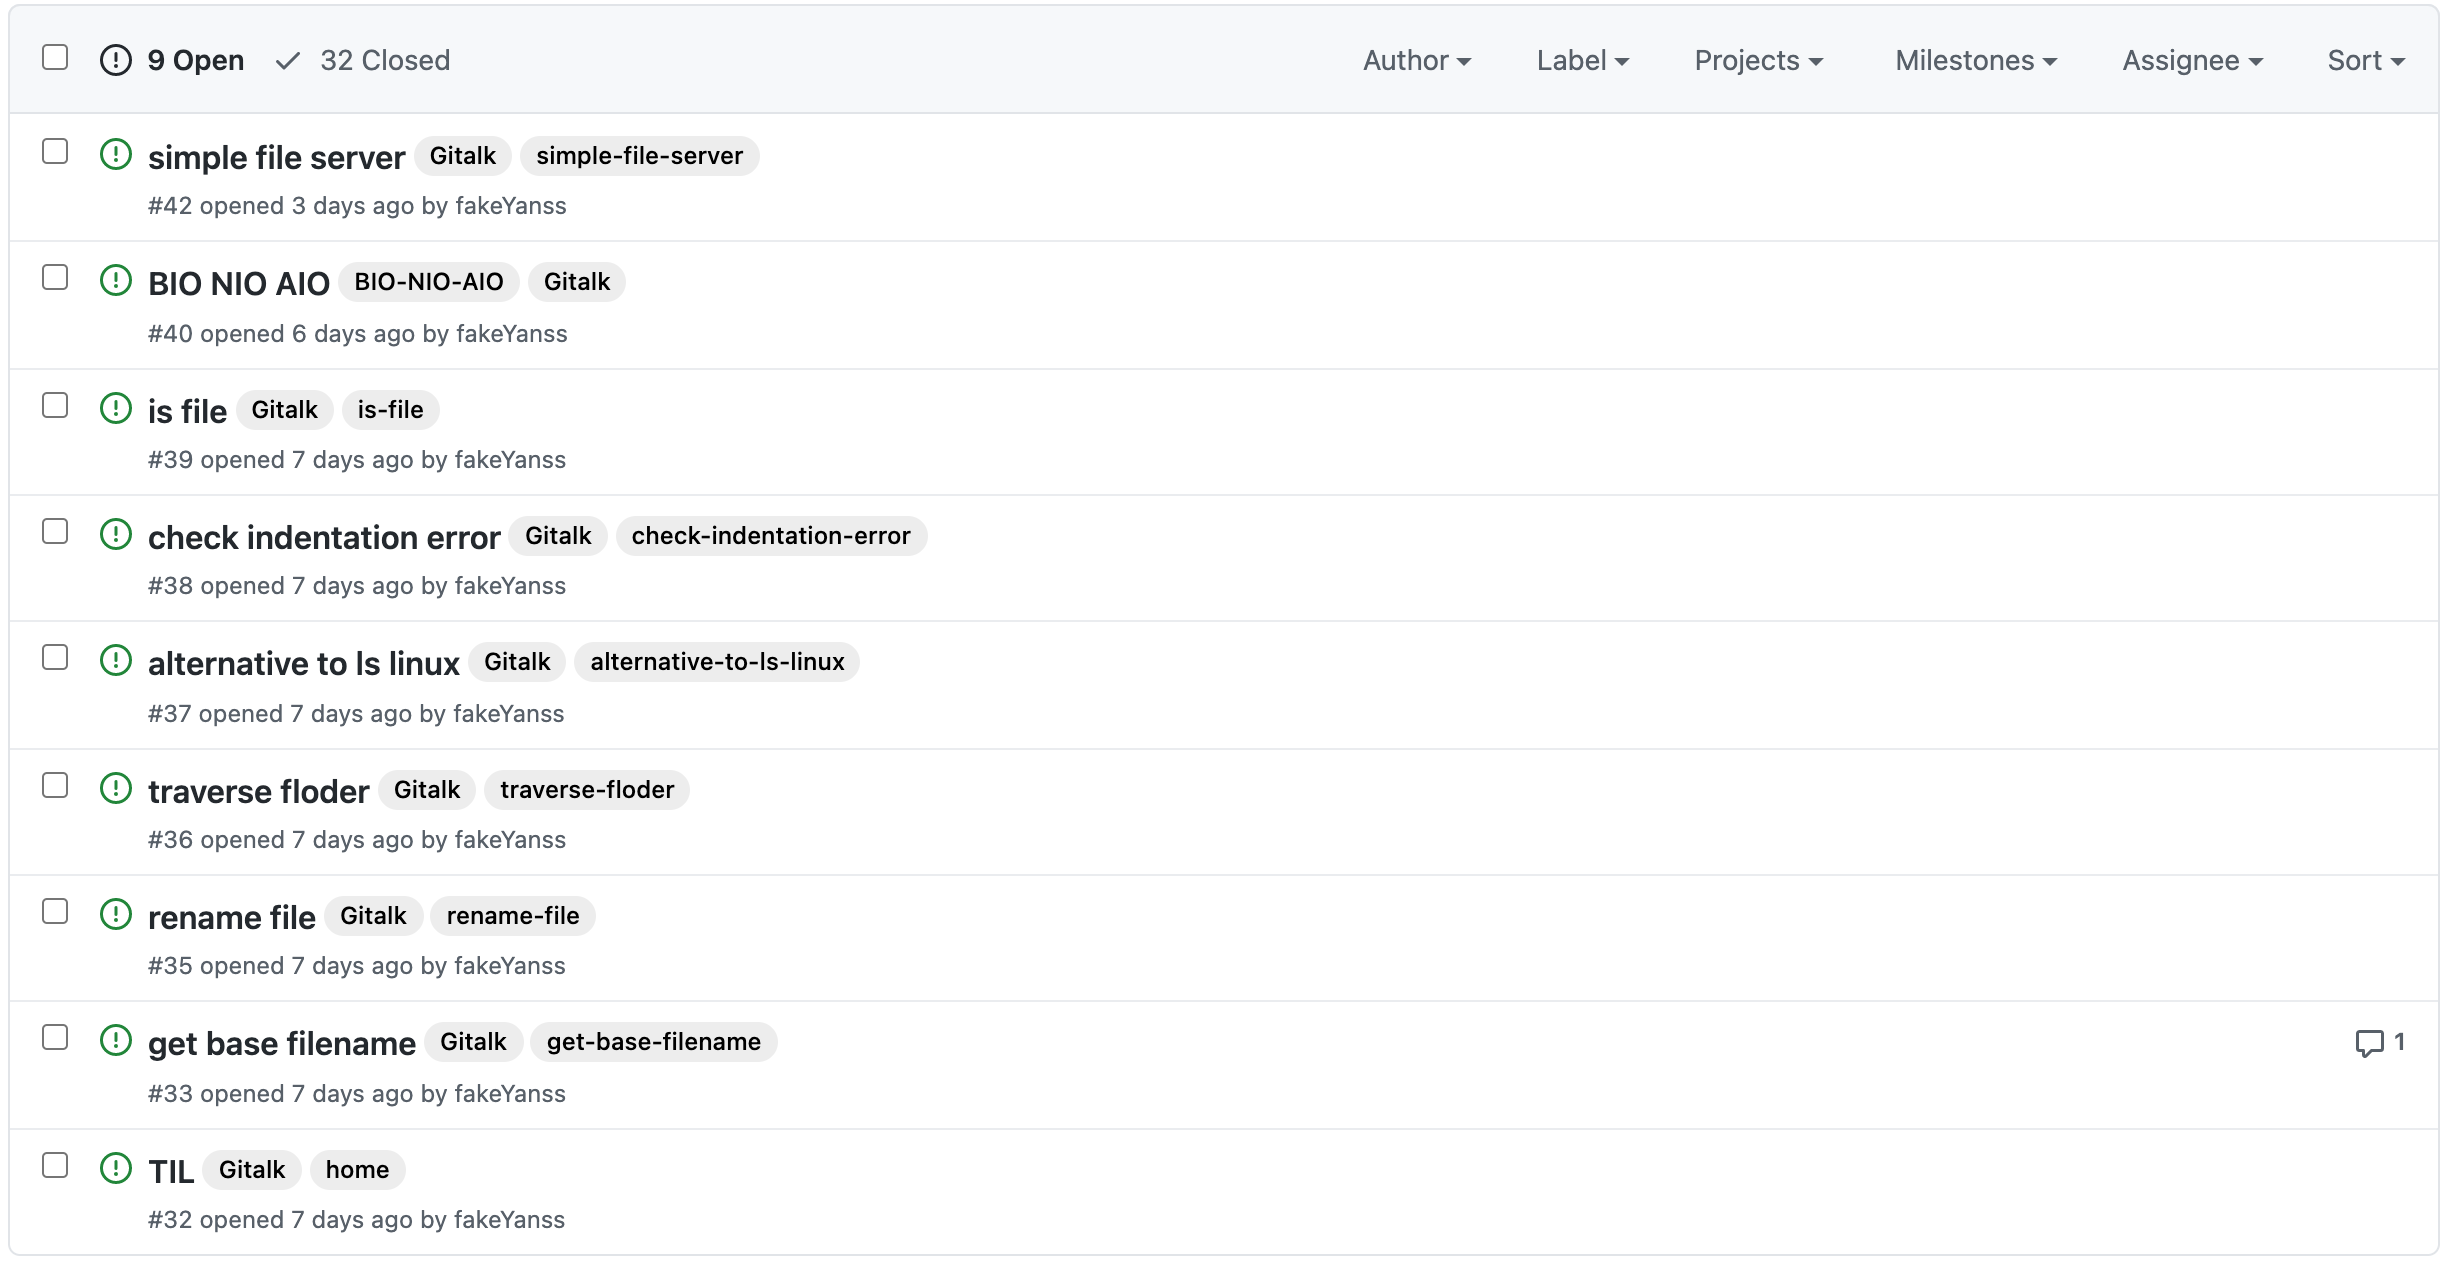 9 Open 32 Closed Author Label Projects Milestones Assignee Sort
simple file server Gitalk simple-file-server
#42 opened 3 days ago by fakeYanss
BIO NIO AIO BIO-NIO-AIO Gitalk
#40 opened 6 days ago by fakeYanss
is file Gitalk is-file
#39 opened 7 days ago by fakeYanss
check indentation error Gitalk check-indentation-error
#38 opened 7 days ago by fakeYanss
alternative to ls linux Gitalk alternative-to-ls-linux
#37 opened 7 days ago by fakeYanss
traverse floder Gitalk traverse-floder
#36 opened 7 days ago by fakeYanss
rename file Gitalk rename-file
#35 opened 7 days ago by fakeYanss
get base filename Gitalk get-base-filename 1
#33 opened 7 days ago by fakeYanss
TIL Gitalk home
#32 opened 7 days ago by fakeYanss